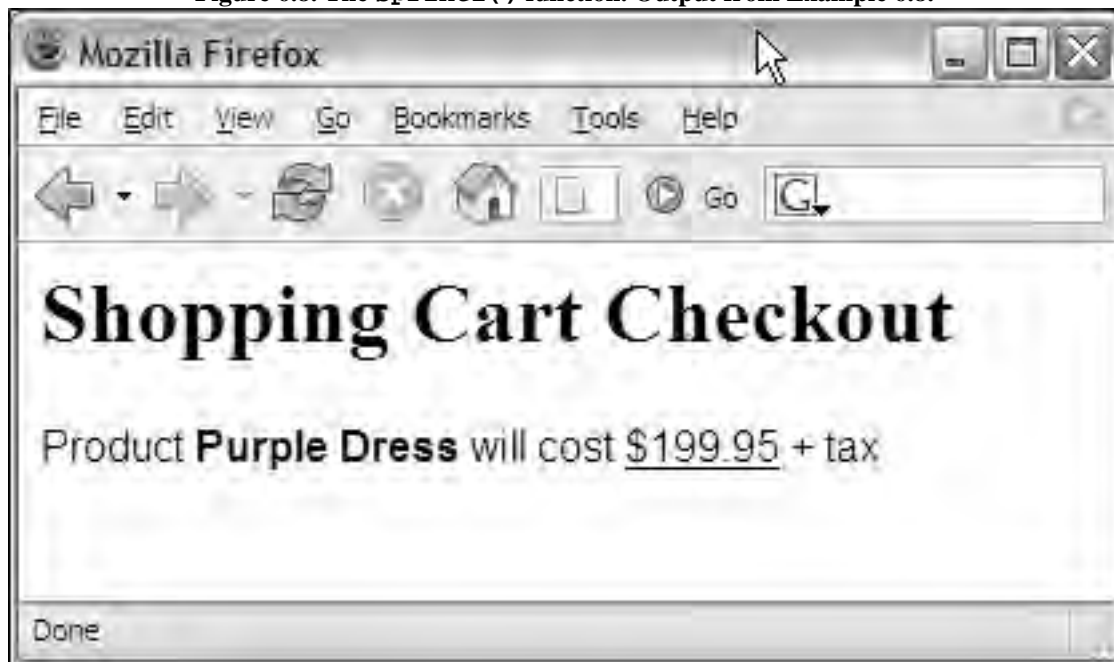 Mozilla Firefox
File Edit View Go Bookmarks Tools Help
Go G
Shopping Cart Checkout
Product Purple Dress will cost $199.95 + tax
Done